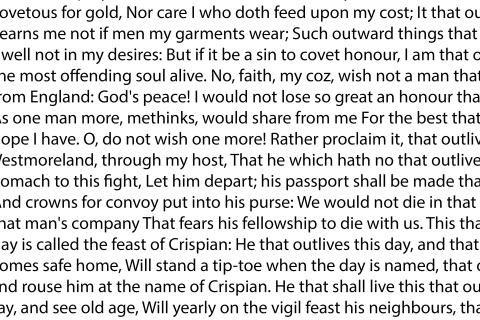 ovetous for gold, Nor care I who doth feed upon my cost; It that ou
earns me not if men my garments wear; Such outward things that
well not in my desires: But if it be a sin to covet honour, I am that o
he most offending soul alive. No, faith, my coz, wish not a man that
rom England: God's peace! I would not lose so great an honour tha
As one man more, methinks, would share from me For the best that
ope I have. O, do not wish one more! Rather proclaim it, that outliv
Westmoreland, through my host, That he which hath no that outlive
tomach to this fight, Let him depart; his passport shall be made tha
And crowns for convoy put into his purse: We would not die in that
hat man's company That fears his fellowship to die with us. This tha
ay is called the feast of Crispian: He that outlives this day, and that
omes safe home, Will stand a tip-toe when the day is named, that o
nd rouse him at the name of Crispian. He that shall live this that ou
ay, and see old age, Will yearly on the vigil feast his neighbours, tha